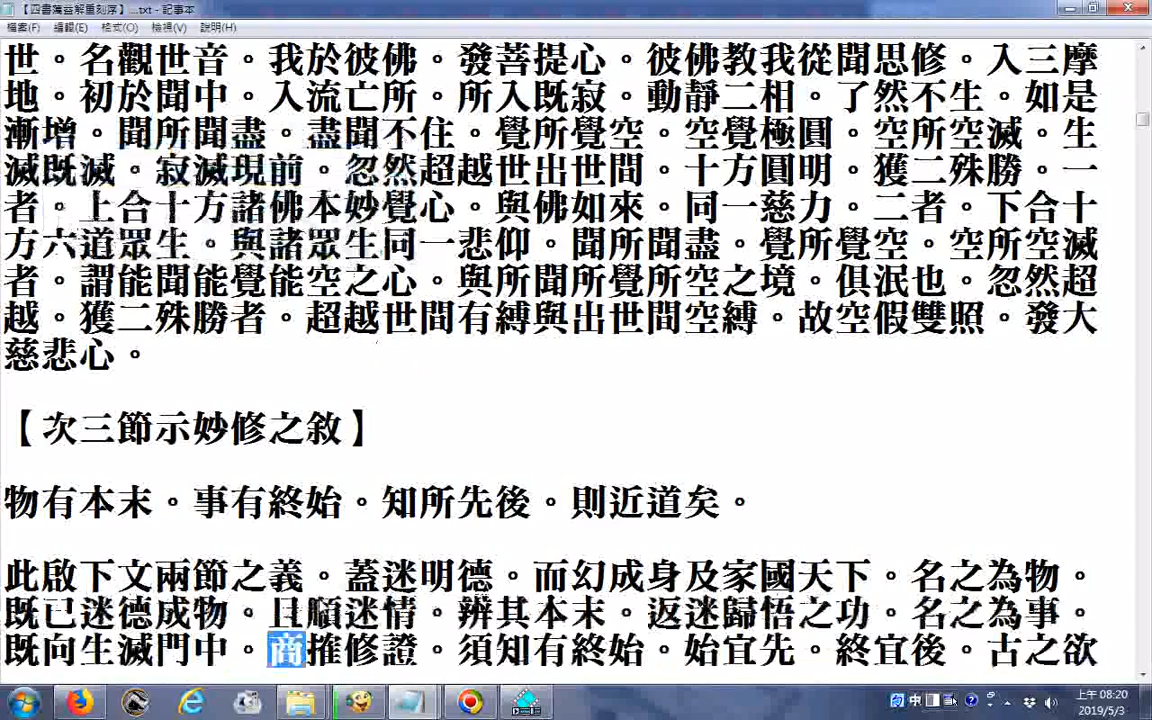 【四書蕅益解重刻序】....txt - 記事本
檔案(F) 編輯(E) 格式(O) 檢視(V) 說明(H)
世。名觀世音。我於彼佛。發菩提心。彼佛教我從聞思修。入三摩
地。初於聞中。入流亡所。所入既寂。動靜二相。了然不生。如是
漸增。聞所聞盡。盡聞不住。覺所覺空。空覺極圓。空所空滅。生
滅既滅。寂滅現前。忽然超越世出世間。十方圓明。獲二殊勝。一
者。上合十方諸佛本妙覺心。與佛如來。同一慈力。二者。下合十
方六道眾生。與諸眾生同一悲仰。聞所聞盡。覺所覺空。空所空滅
者。謂能聞能覺能空之心。與所聞所覺所空之境。俱泯也。忽然超
越。獲二殊勝者。超越世間有縛與出世間空縛。故空假雙照。發大
慈悲心。
【次三節示妙修之敘】
物有本末。事有終始。知所先後。則近道矣。
此啟下文兩節之義。蓋迷明德。而幻成身及家國天下。名之為物。
既已迷德成物。且順迷情。辨其本末。返迷歸悟之功。名之為事。
既向生滅門中。商搉修證。須知有終始。始宜先。終宜後。古之欲
中
上午 08:20
2019/5/3